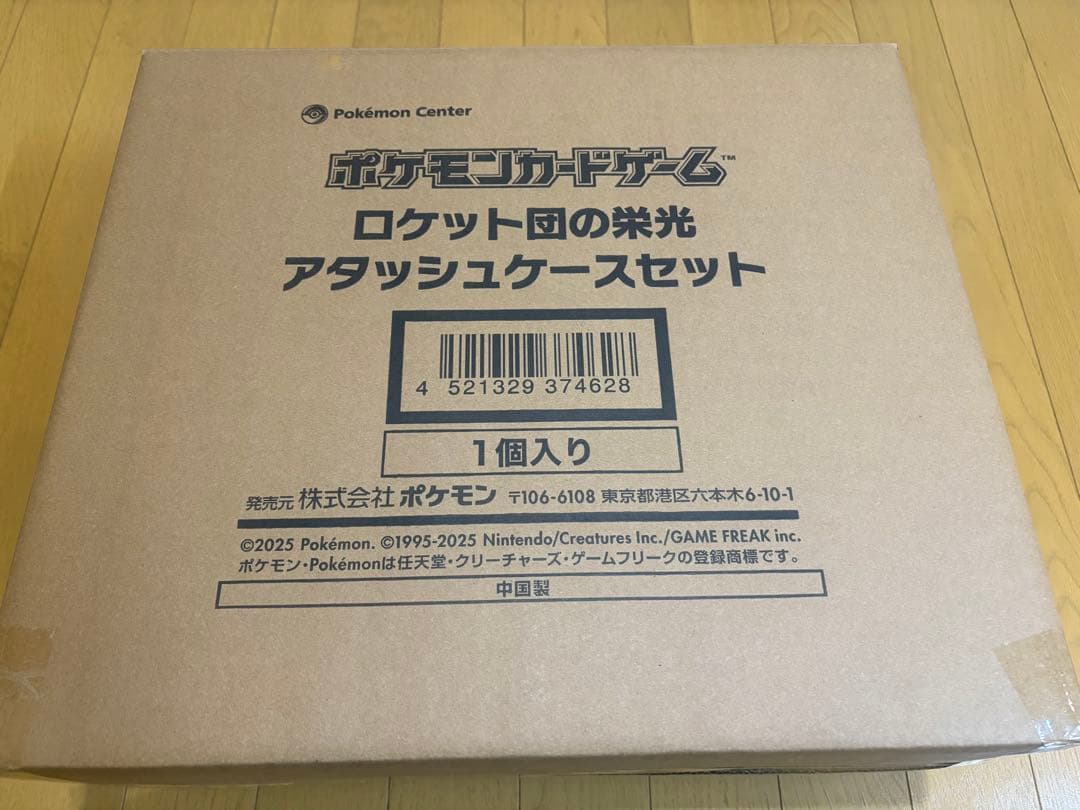 Pokémon Center
ポケモンカードゲーム™
ロケット団の栄光
アタッシュケースセット
4 521329 374628
1個入り
発売元 株式会社 ポケモン 〒106-6108 東京都港区六本木6-10-1
©2025 Pokémon. ©1995-2025 Nintendo/Creatures Inc./GAME FREAK inc.
ポケモン・Pokémonは任天堂・クリーチャーズ・ゲームフリークの登録商標です。
中国製